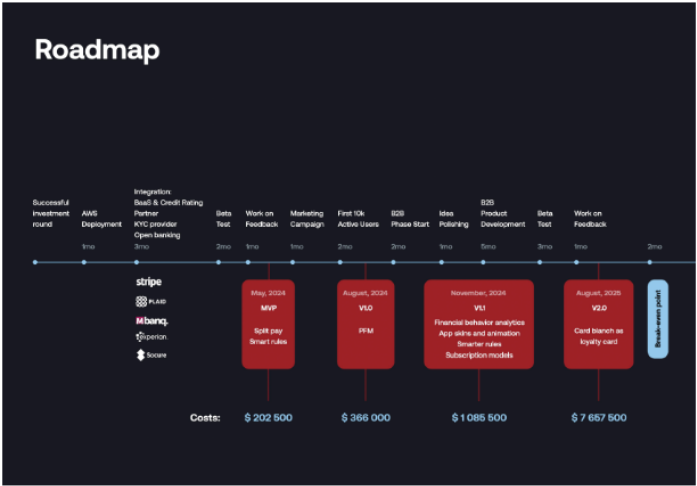 Roadmap
Successful
investment
round
AWS
Deployment
1mo
Integration:
BaaS & Credit Rating
Partner
KYC provider
Open banking
3mo
Beta
Test
2mo
Work on
Feedback
1mo
Marketing
Campaign
1mo
First 10k
Active Users
2mo
B2B
Phase Start
2mo
Idea
Polishing
1mo
B2B
Product
Development
5mo
Beta
Test
3mo
Work on
Feedback
1mo
2mo
stripe
PLAID
Mbanq.
experian.
Socure
May, 2024
MVP
Split pay
Smart rules
August, 2024
V1.0
PFM
November, 2024
V1.1
Financial behavior analytics
App skins and animation
Smarter rules
Subscription models
August, 2025
V2.0
Card blanch as
loyalty card
Break-even point
Costs:
$ 202 500
$ 366 000
$ 1 085 500
$ 7 657 500